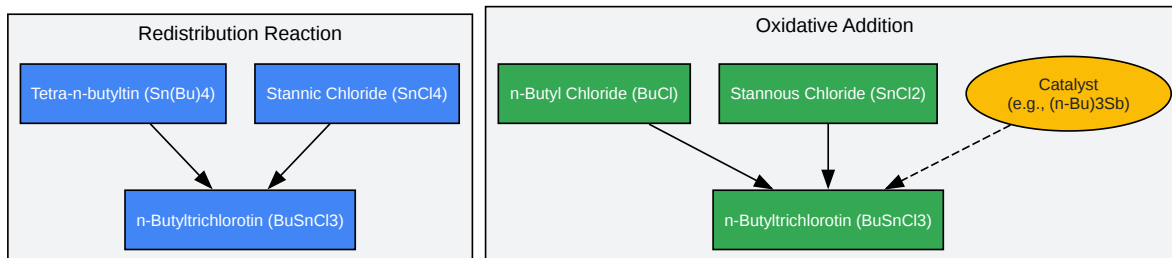 Redistribution Reaction
Tetra-n-butyltin (Sn(Bu)4)
Stannic Chloride (SnCl4)
n-Butyltrichlorotin (BuSnCl3)
Oxidative Addition
n-Butyl Chloride (BuCl)
Stannous Chloride (SnCl2)
Catalyst
(e.g., (n-Bu)3Sb)
n-Butyltrichlorotin (BuSnCl3)